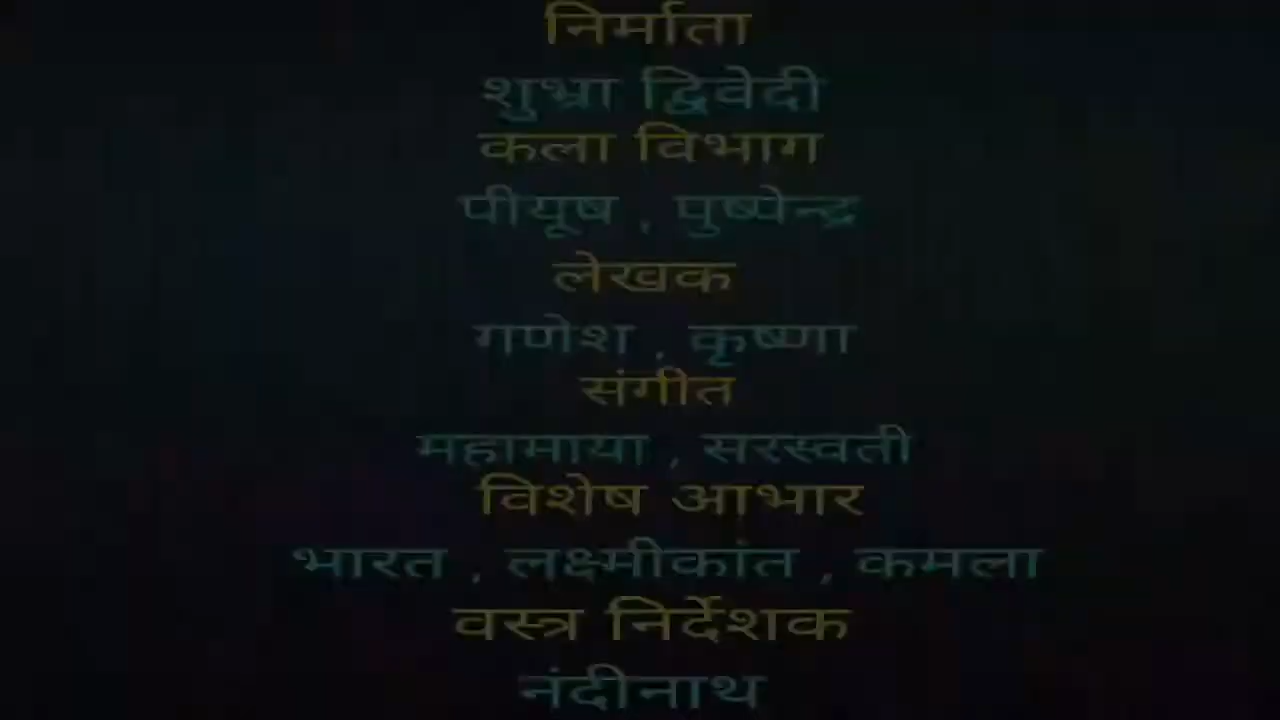 निर्माता
शुभ्रा द्विवेदी
कला विभाग
पीयूष , पुष्पेन्द्र
लेखक
गणेश , कृष्णा
संगीत
महामाया , सरस्वती
विशेष आभार
भारत , लक्ष्मीकांत , कमला
वस्त्र निर्देशक
नंदीनाथ